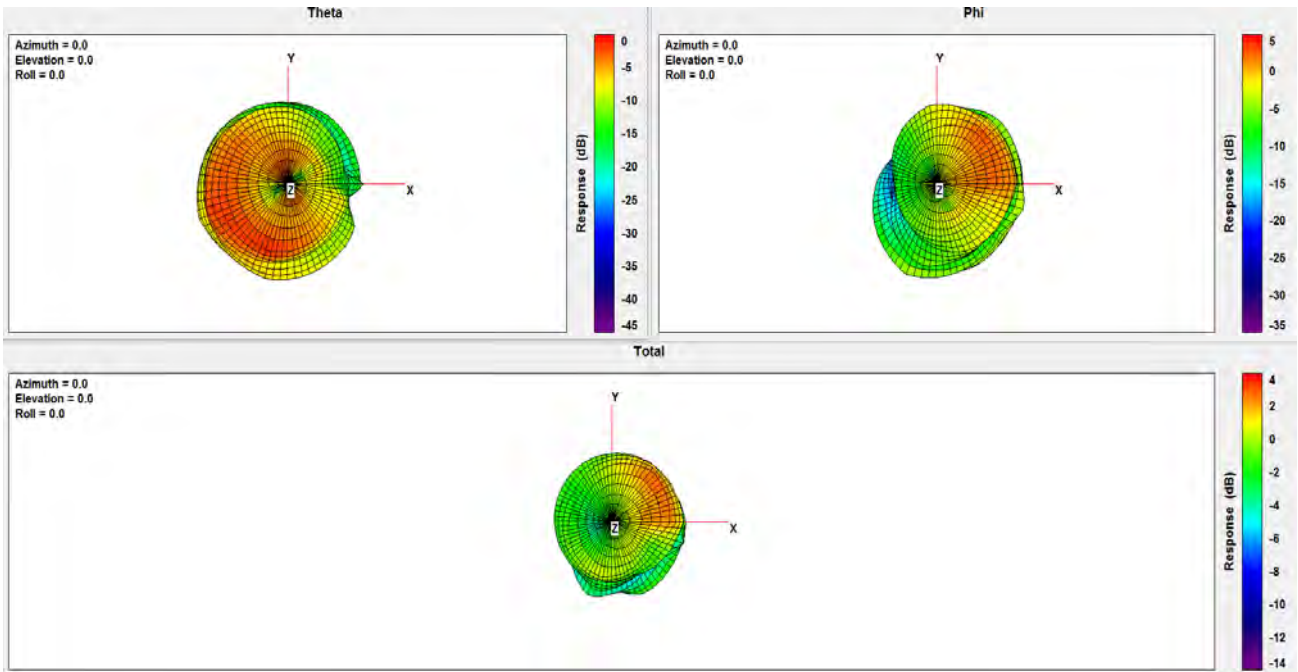 Theta
Azimuth = 0.0
Elevation = 0.0
Roll = 0.0
Y
X
Z
0
-5
-10
-15
-20
-25
-30
-35
-40
-45
Response (dB)
Phi
Azimuth = 0.0
Elevation = 0.0
Roll = 0.0
Y
X
Z
5
0
-5
-10
-15
-20
-25
-30
-35
Response (dB)
Total
Azimuth = 0.0
Elevation = 0.0
Roll = 0.0
Y
X
Z
4
2
0
-2
-4
-6
-8
-10
-12
-14
Response (dB)